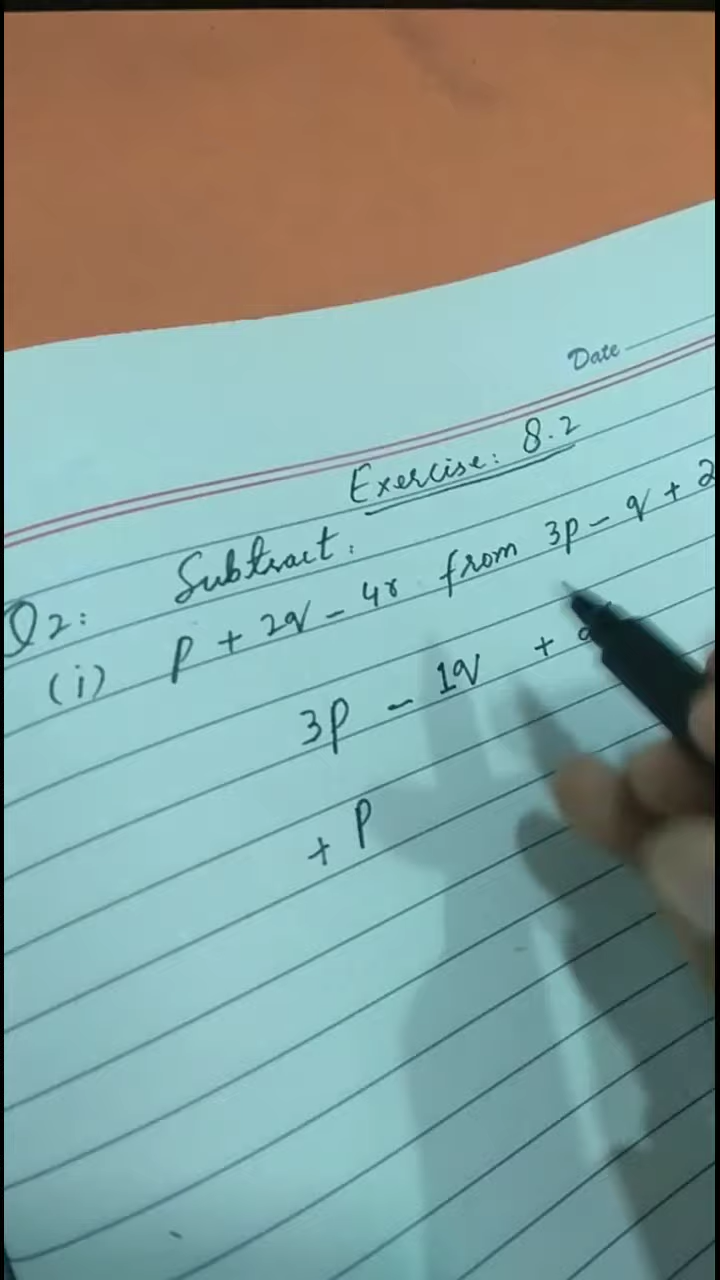 Date
Exercise: 8.2
Q2: Subtract:
(i) p + 2q - 4r from 3p - q + 2
3p - 1q +
+ p